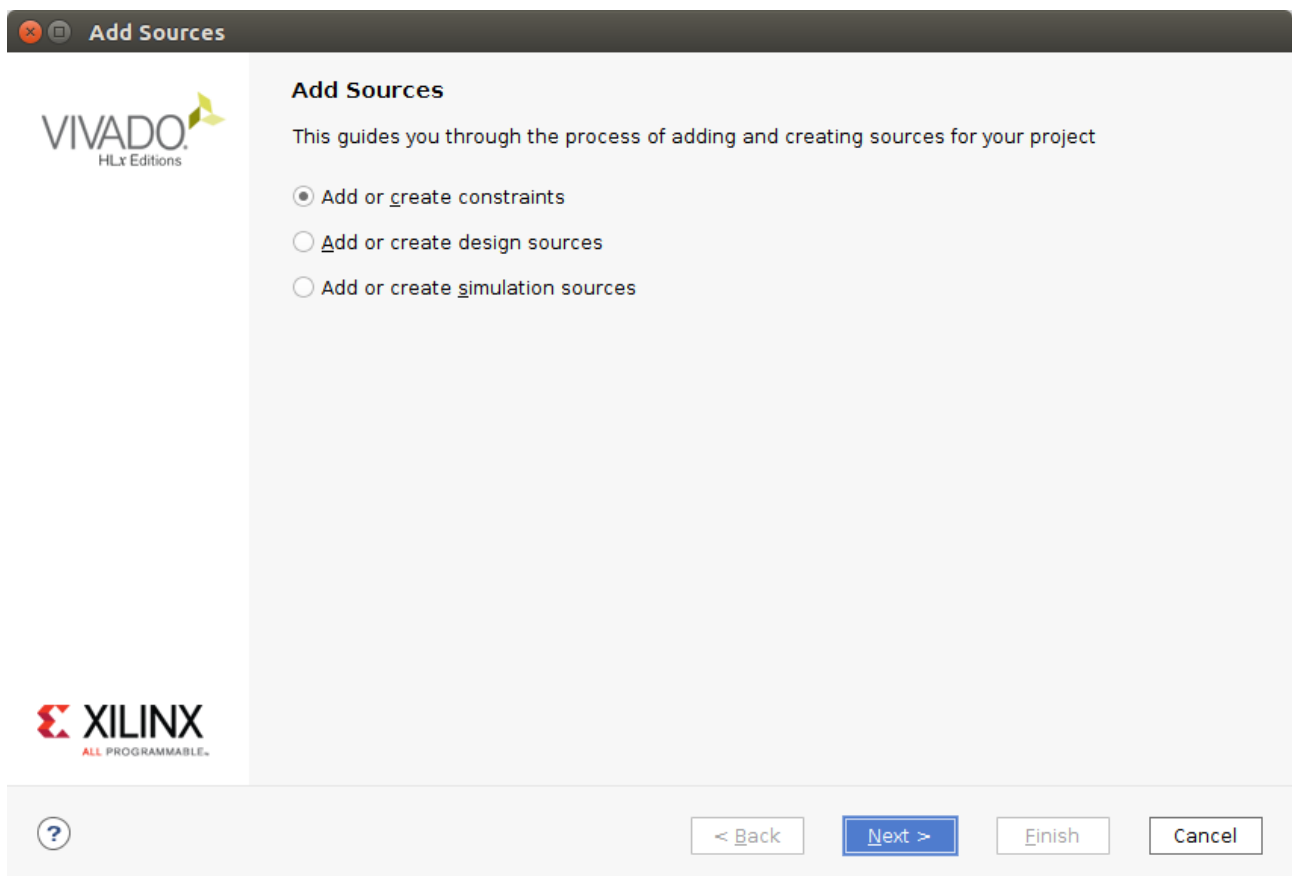 Add Sources
VIVADO.
HLx Editions
Add Sources
This guides you through the process of adding and creating sources for your project
Add or create constraints
Add or create design sources
Add or create simulation sources
XILINX
ALL PROGRAMMABLE™
?
< Back
Next >
Finish
Cancel